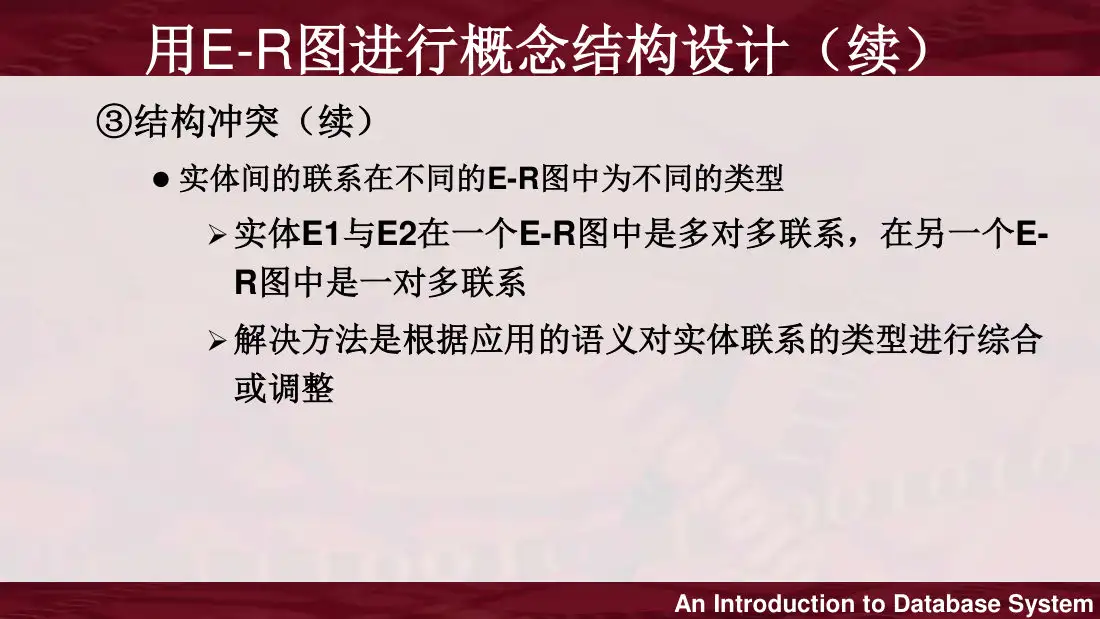 用E-R图进行概念结构设计（续）
③结构冲突（续）
● 实体间的联系在不同的E-R图中为不同的类型
➢ 实体E1与E2在一个E-R图中是多对多联系，在另一个E-
R图中是一对多联系
➢ 解决方法是根据应用的语义对实体联系的类型进行综合
或调整
An Introduction to Database System